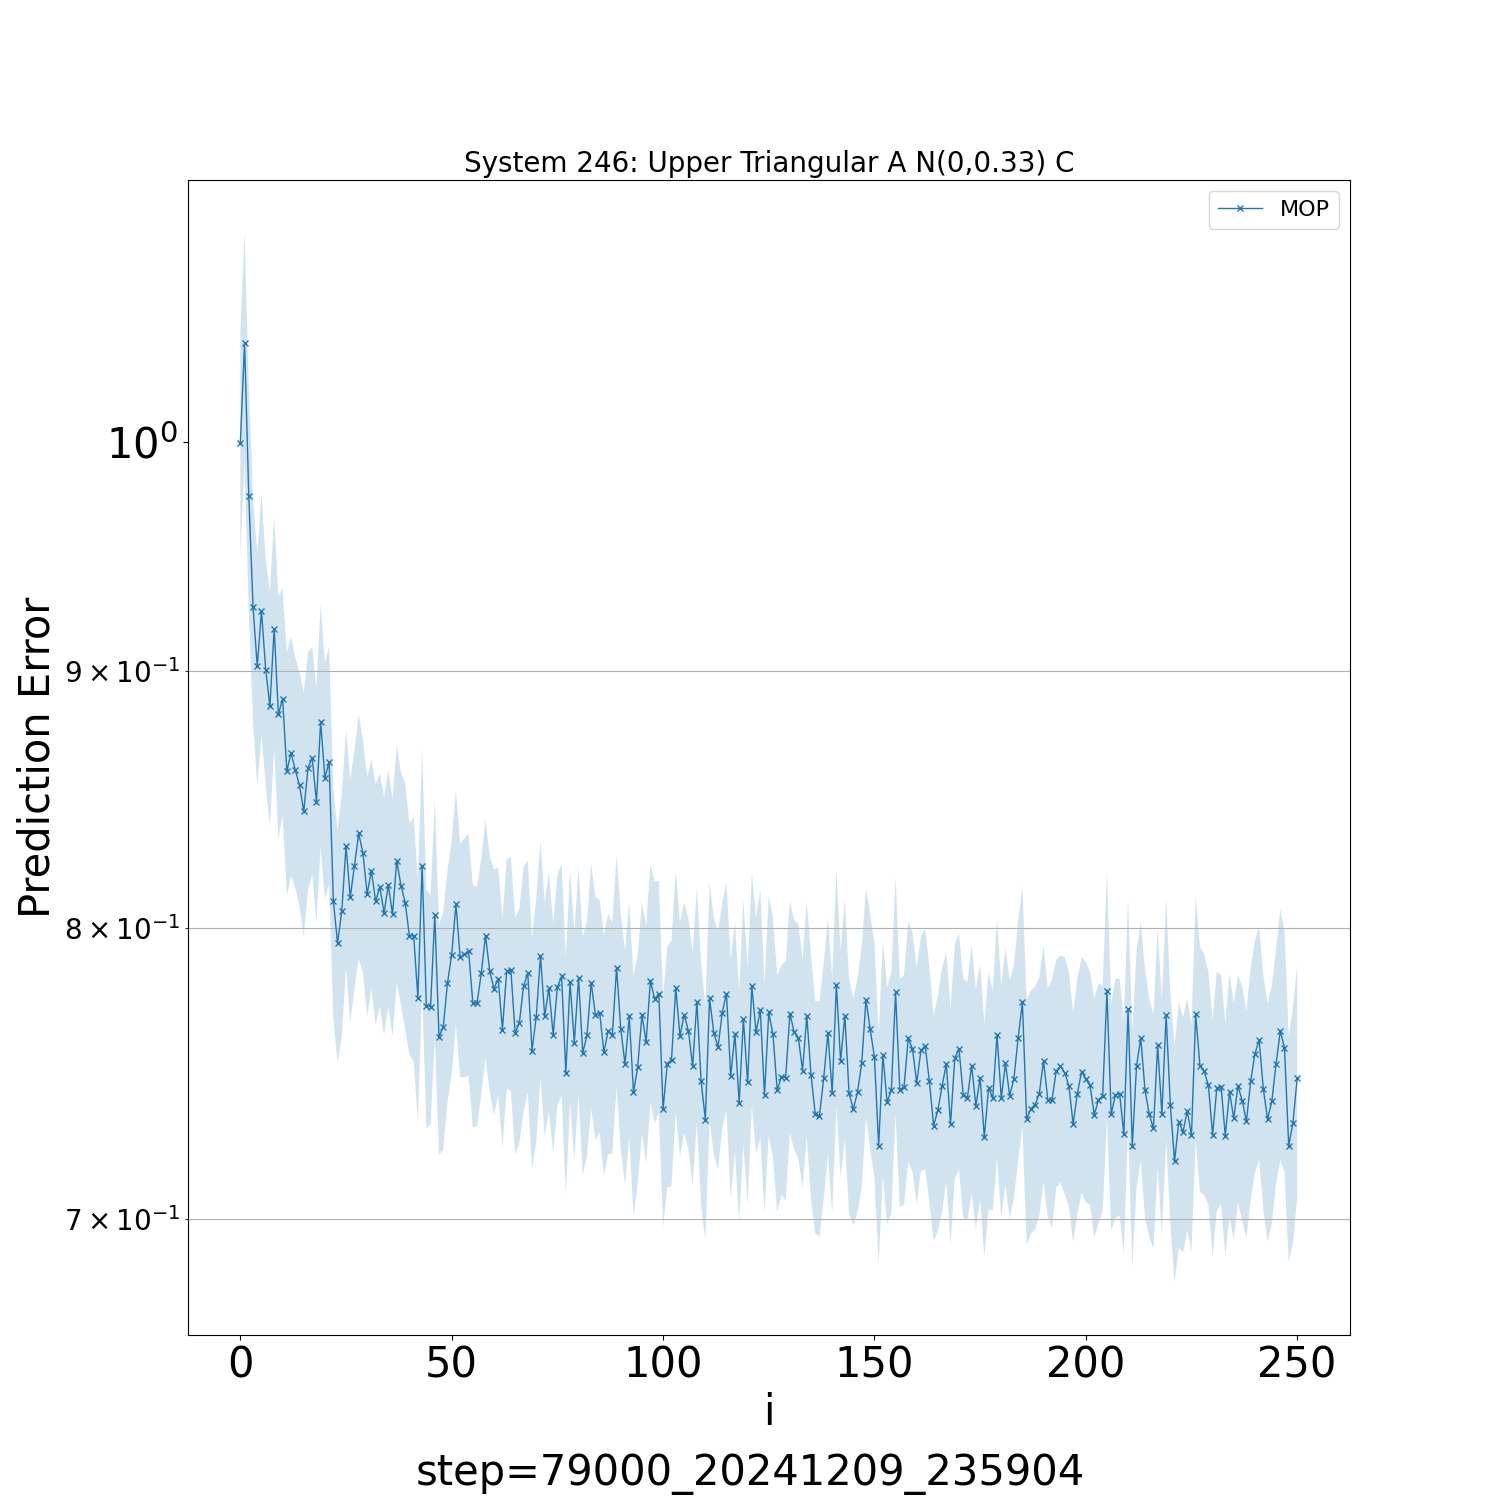 System 246: Upper Triangular A N(0,0.33) C
MOP
Prediction Error
10⁰
9 × 10⁻¹
8 × 10⁻¹
7 × 10⁻¹
0 50 100 150 200 250
i
step=79000_20241209_235904